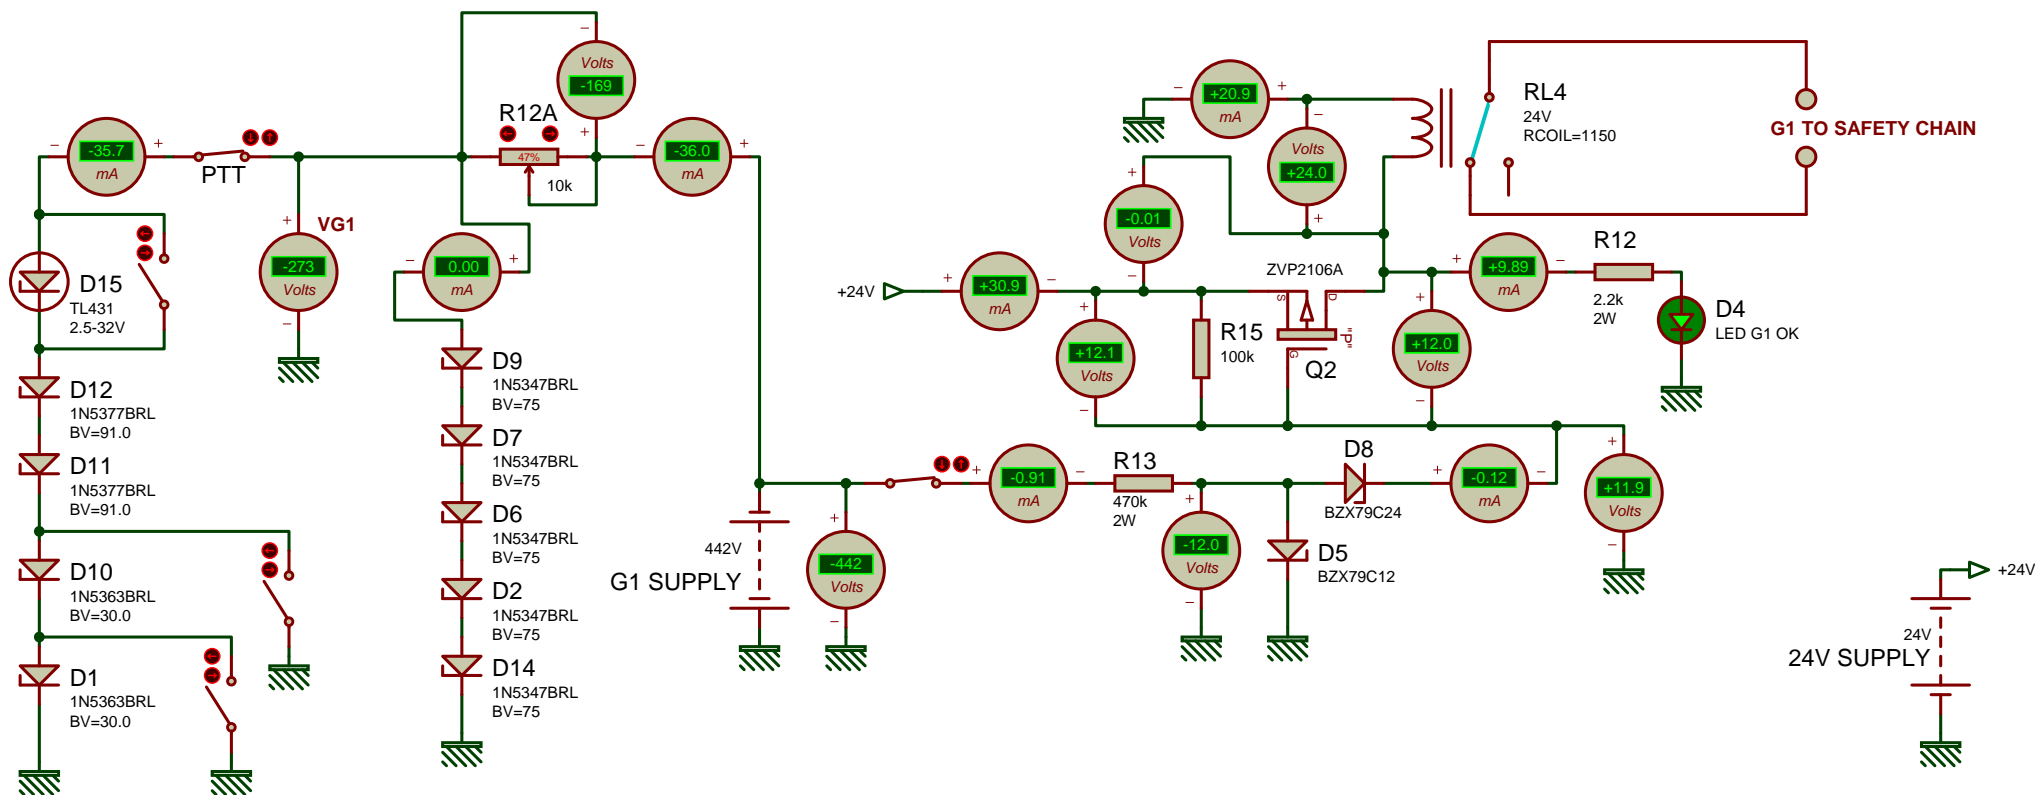 -35.7
mA
PTT
VG1
-273
Volts
D15
TL431
2.5-32V
D12
1N5377BRL
BV=91.0
D11
1N5377BRL
BV=91.0
D10
1N5363BRL
BV=30.0
D1
1N5363BRL
BV=30.0
Volts
-169
R12A
47%
10k
-36.0
mA
0.00
mA
D9
1N5347BRL
BV=75
D7
1N5347BRL
BV=75
D6
1N5347BRL
BV=75
D2
1N5347BRL
BV=75
D14
1N5347BRL
BV=75
442V
G1 SUPPLY
-442
Volts
+20.9
mA
Volts
+24.0
-0.01
Volts
RL4
24V
RCOIL=1150
G1 TO SAFETY CHAIN
+24V
+30.9
mA
+12.1
Volts
R15
100k
ZVP2106A
S
D
G
"P"
Q2
+12.0
Volts
+9.89
mA
R12
2.2k
2W
D4
LED G1 OK
-0.91
mA
R13
470k
2W
-12.0
Volts
D8
BZX79C24
D5
BZX79C12
-0.12
mA
+11.9
Volts
+24V
24V
24V SUPPLY